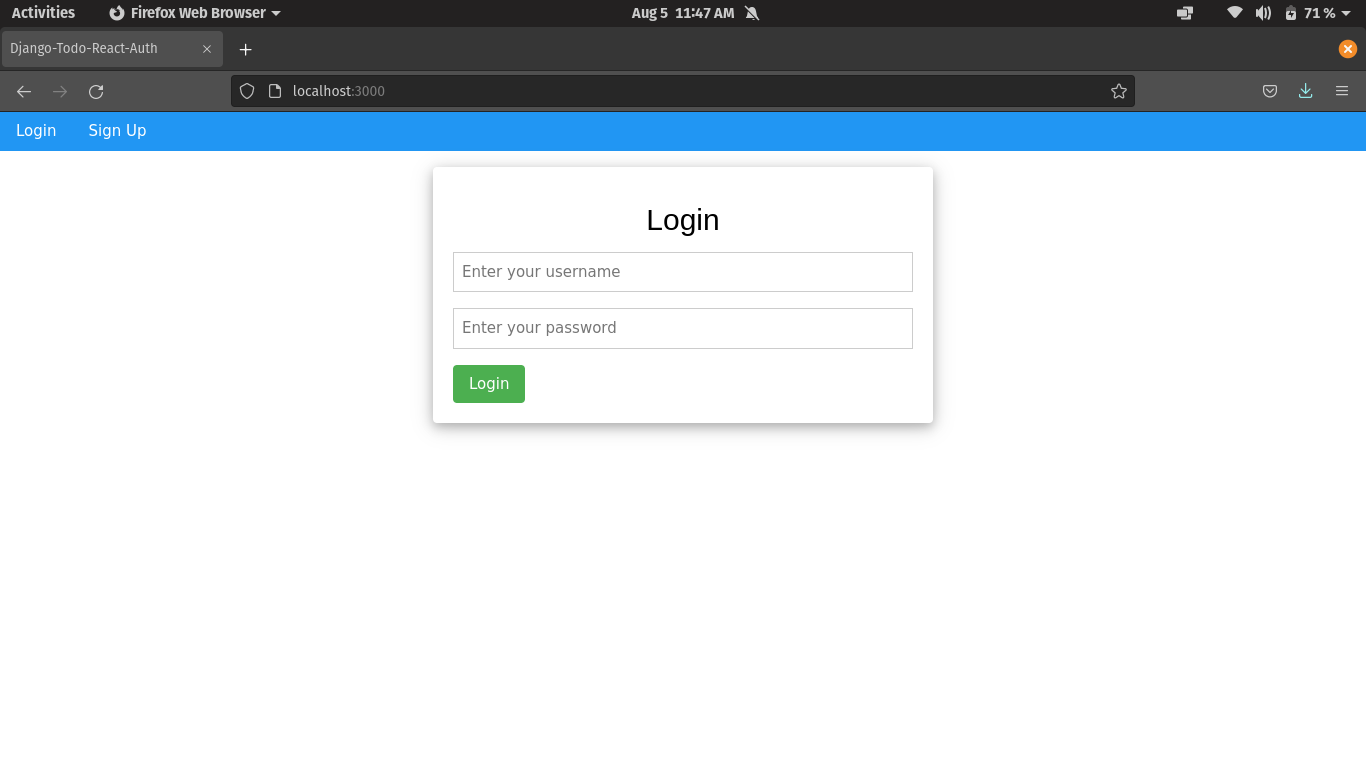 Activities Firefox Web Browser Aug 5 11:47 AM 71 %
Django-Todo-React-Auth
localhost:3000
Login Sign Up
Login
Enter your username
Enter your password
Login